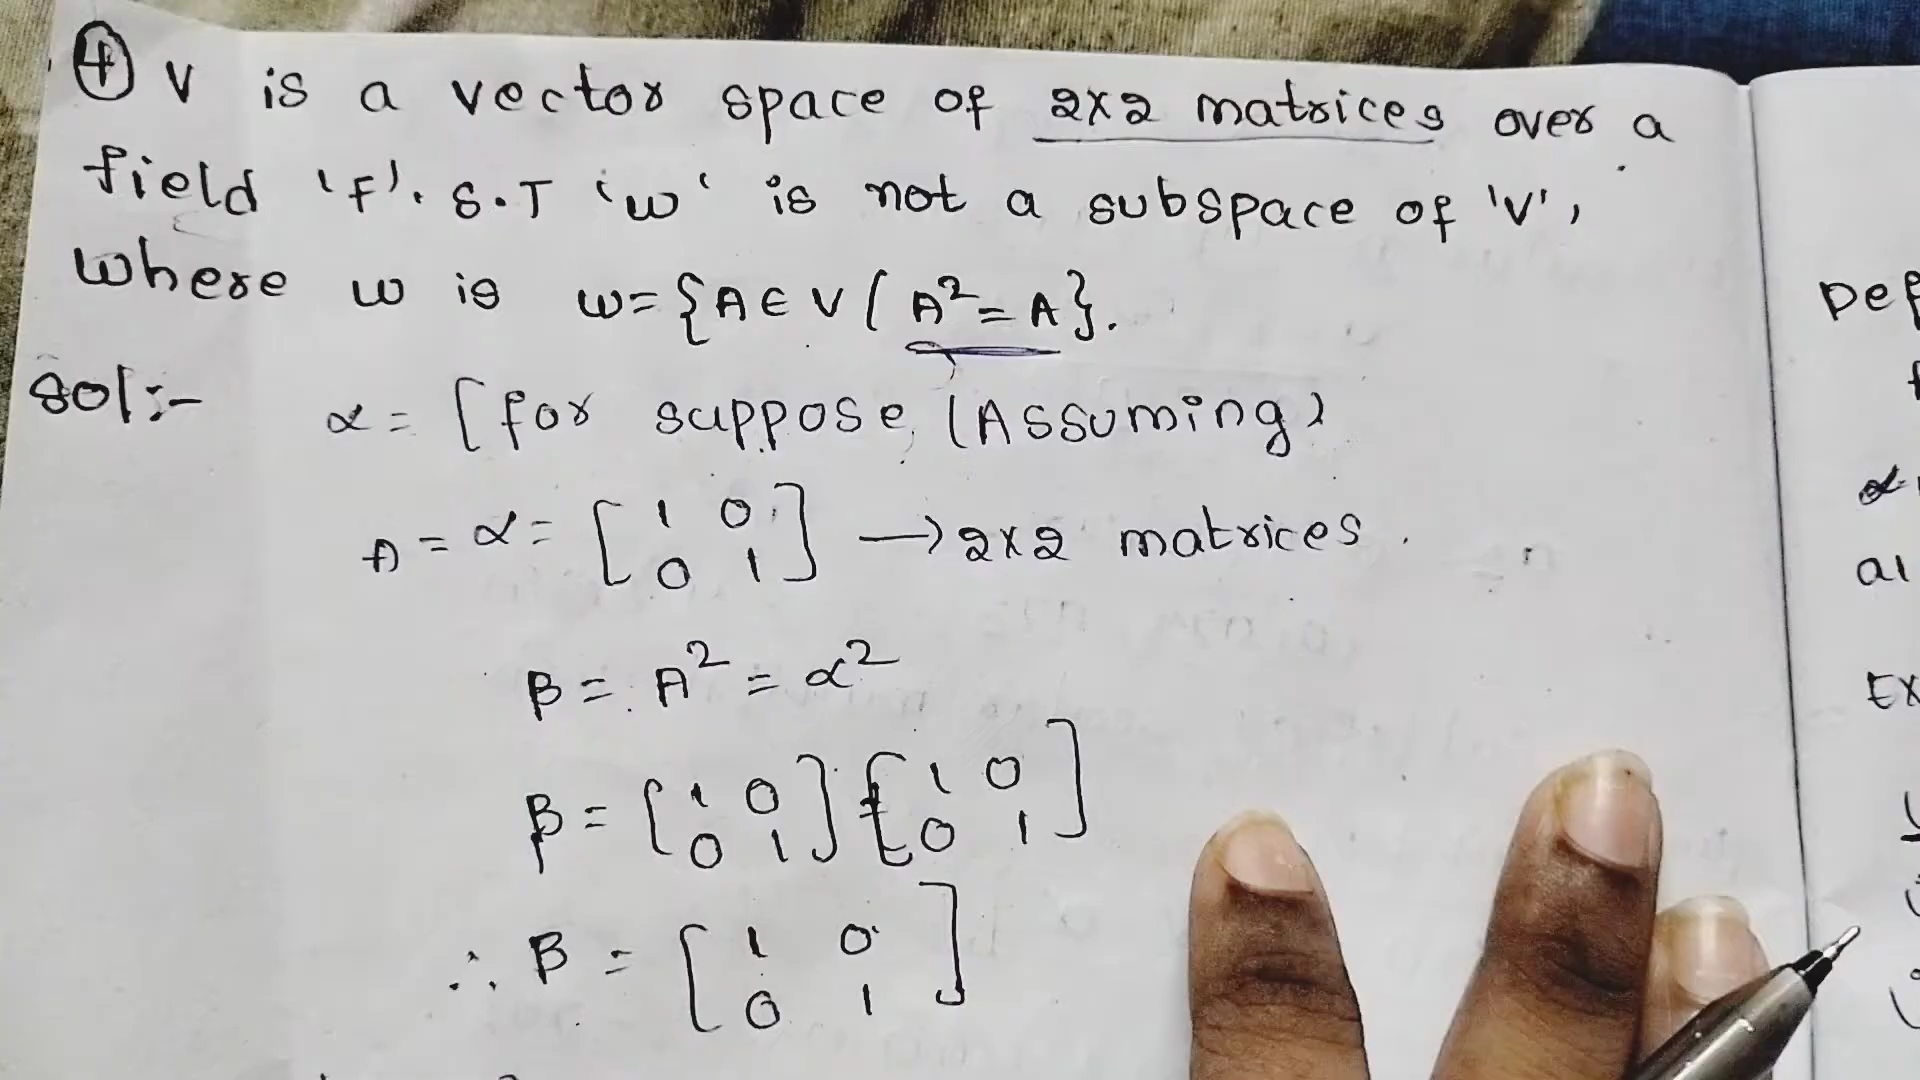 ④ V is a vector space of 2x2 matrices over a
field 'F'. S.T 'w' is not a subspace of 'V',
where w is w={A∈V/A²=A}.
Sol:- α= [for suppose (Assuming)
A = α = [1 0
0 1] → 2x2 matrices.
β = A² = α²
β = [1 0
0 1] [1 0
0 1]
∴ β = [1 0
0 1]
Def
al
Ex